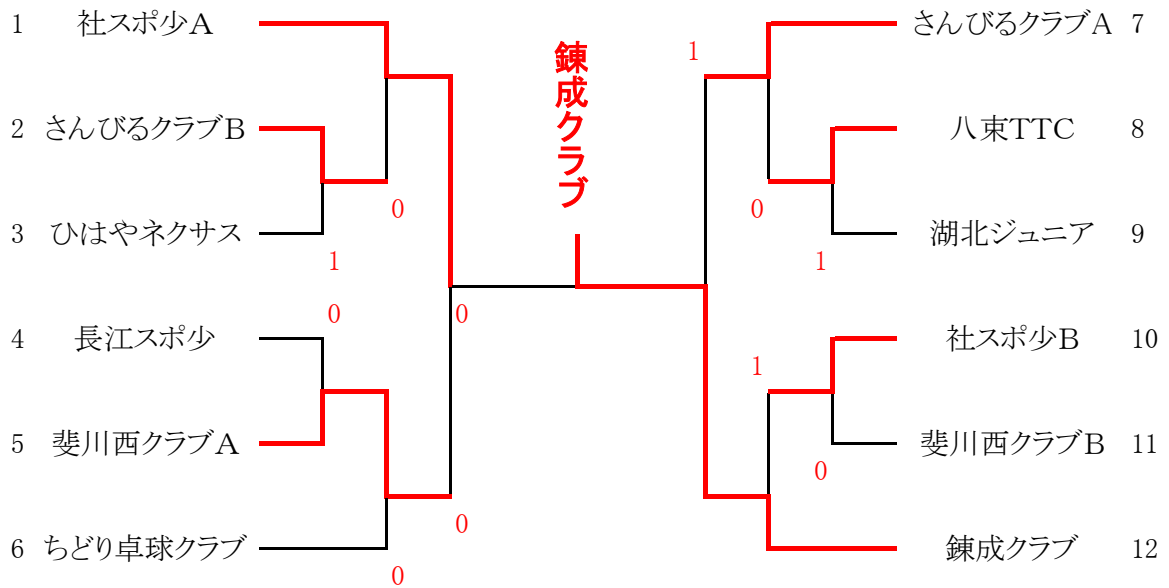 1 社スポ少A
2 さんびるクラブB
0
3 ひはやネクサス
1
0
0
4 長江スポ少
5 斐川西クラブA
0
6 ちどり卓球クラブ
0
錬成クラブ
さんびるクラブA 7
1
八束TTC 8
0
湖北ジュニア 9
1
社スポ少B 10
1
斐川西クラブB 11
0
錬成クラブ 12